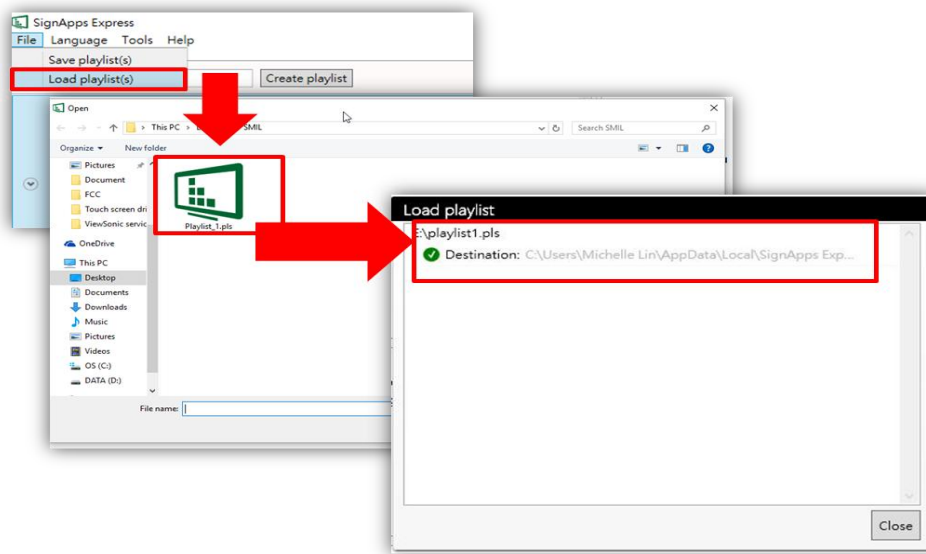 SignApps Express
File Language Tools Help
Save playlist(s)
Load playlist(s)
Create playlist
Open
This PC
SMIL
Search SMIL
Organize
New folder
Pictures
Document
FCC
Touch screen dri
ViewSonic servic
OneDrive
This PC
Desktop
Documents
Downloads
Music
Pictures
Videos
OS (C:)
DATA (D:)
Playlist_1.pls
File name:
Load playlist
E:\playlist1.pls
Destination: C:\Users\Michelle Lin\AppData\Local\SignApps Exp...
Close